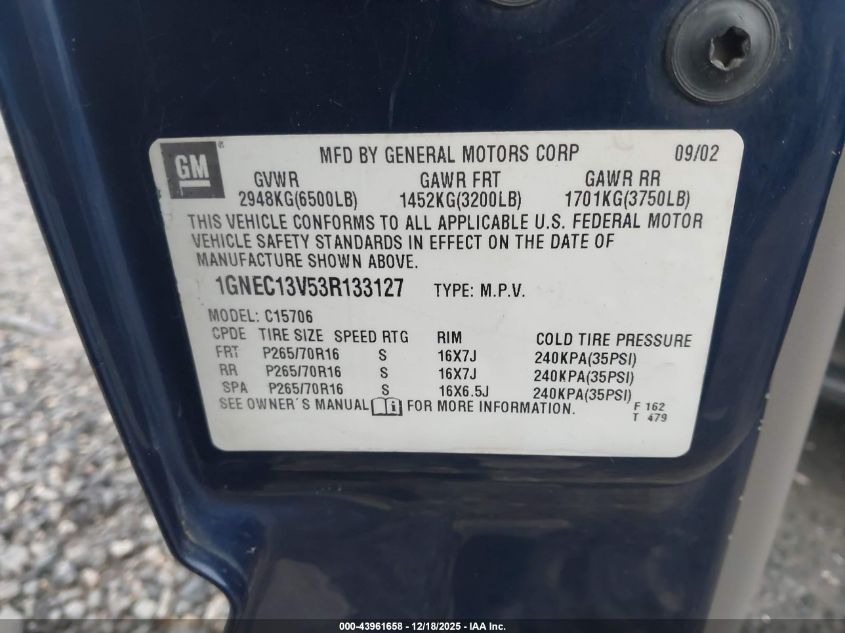 GM ®
MFD BY GENERAL MOTORS CORP 09/02
GVWR GAWR FRT GAWR RR
2948KG(6500LB) 1452KG(3200LB) 1701KG(3750LB)
THIS VEHICLE CONFORMS TO ALL APPLICABLE U.S. FEDERAL MOTOR
VEHICLE SAFETY STANDARDS IN EFFECT ON THE DATE OF
MANUFACTURE SHOWN ABOVE.
1GNEC13V53R133127 TYPE: M.P.V.
MODEL: C15706
CPDE TIRE SIZE SPEED RTG RIM COLD TIRE PRESSURE
FRT P265/70R16 S 16X7J 240KPA(35PSI)
RR P265/70R16 S 16X7J 240KPA(35PSI)
SPA P265/70R16 S 16X6.5J 240KPA(35PSI)
SEE OWNER'S MANUAL i FOR MORE INFORMATION.
F 162
T 479
000-43961658 - 12/18/2025 - IAA Inc.